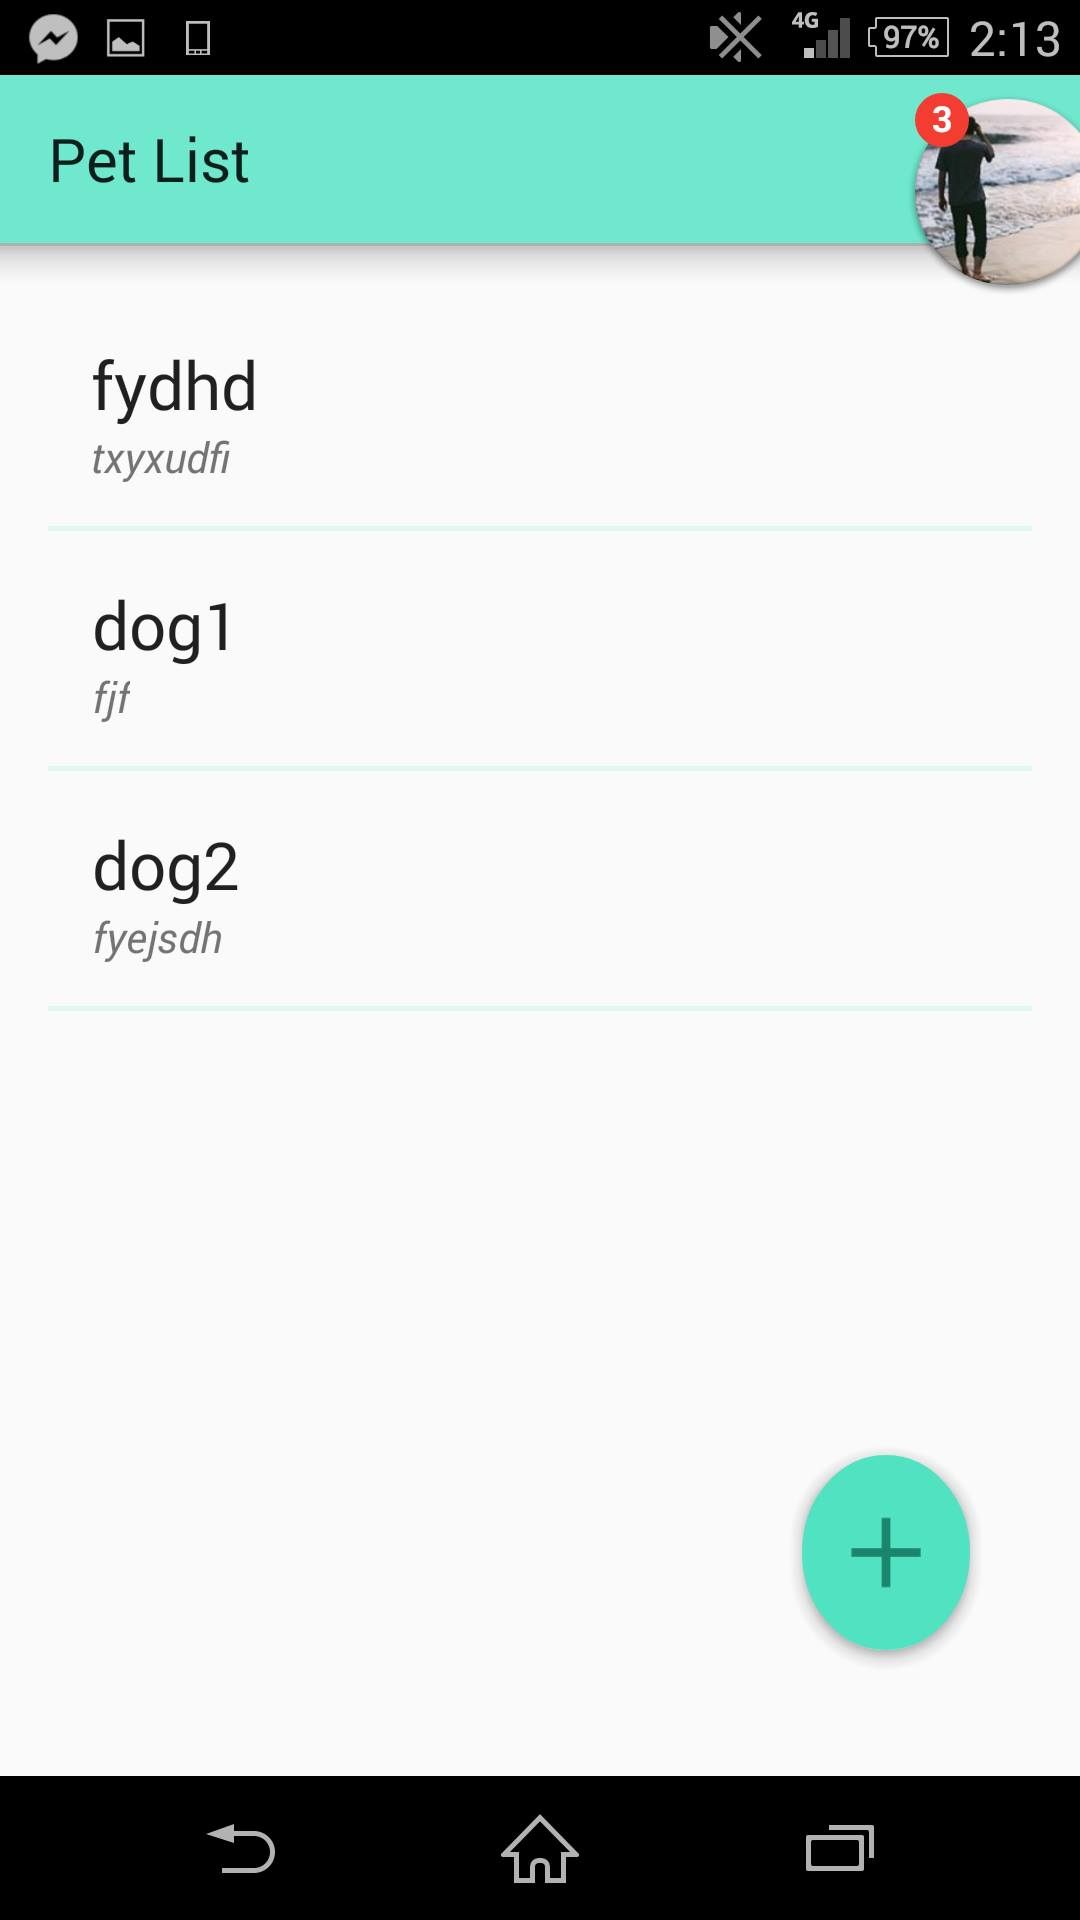 4G 97% 2:13
Pet List
3
fydhd
txyxudfi
dog1
fjf
dog2
fyejsdh